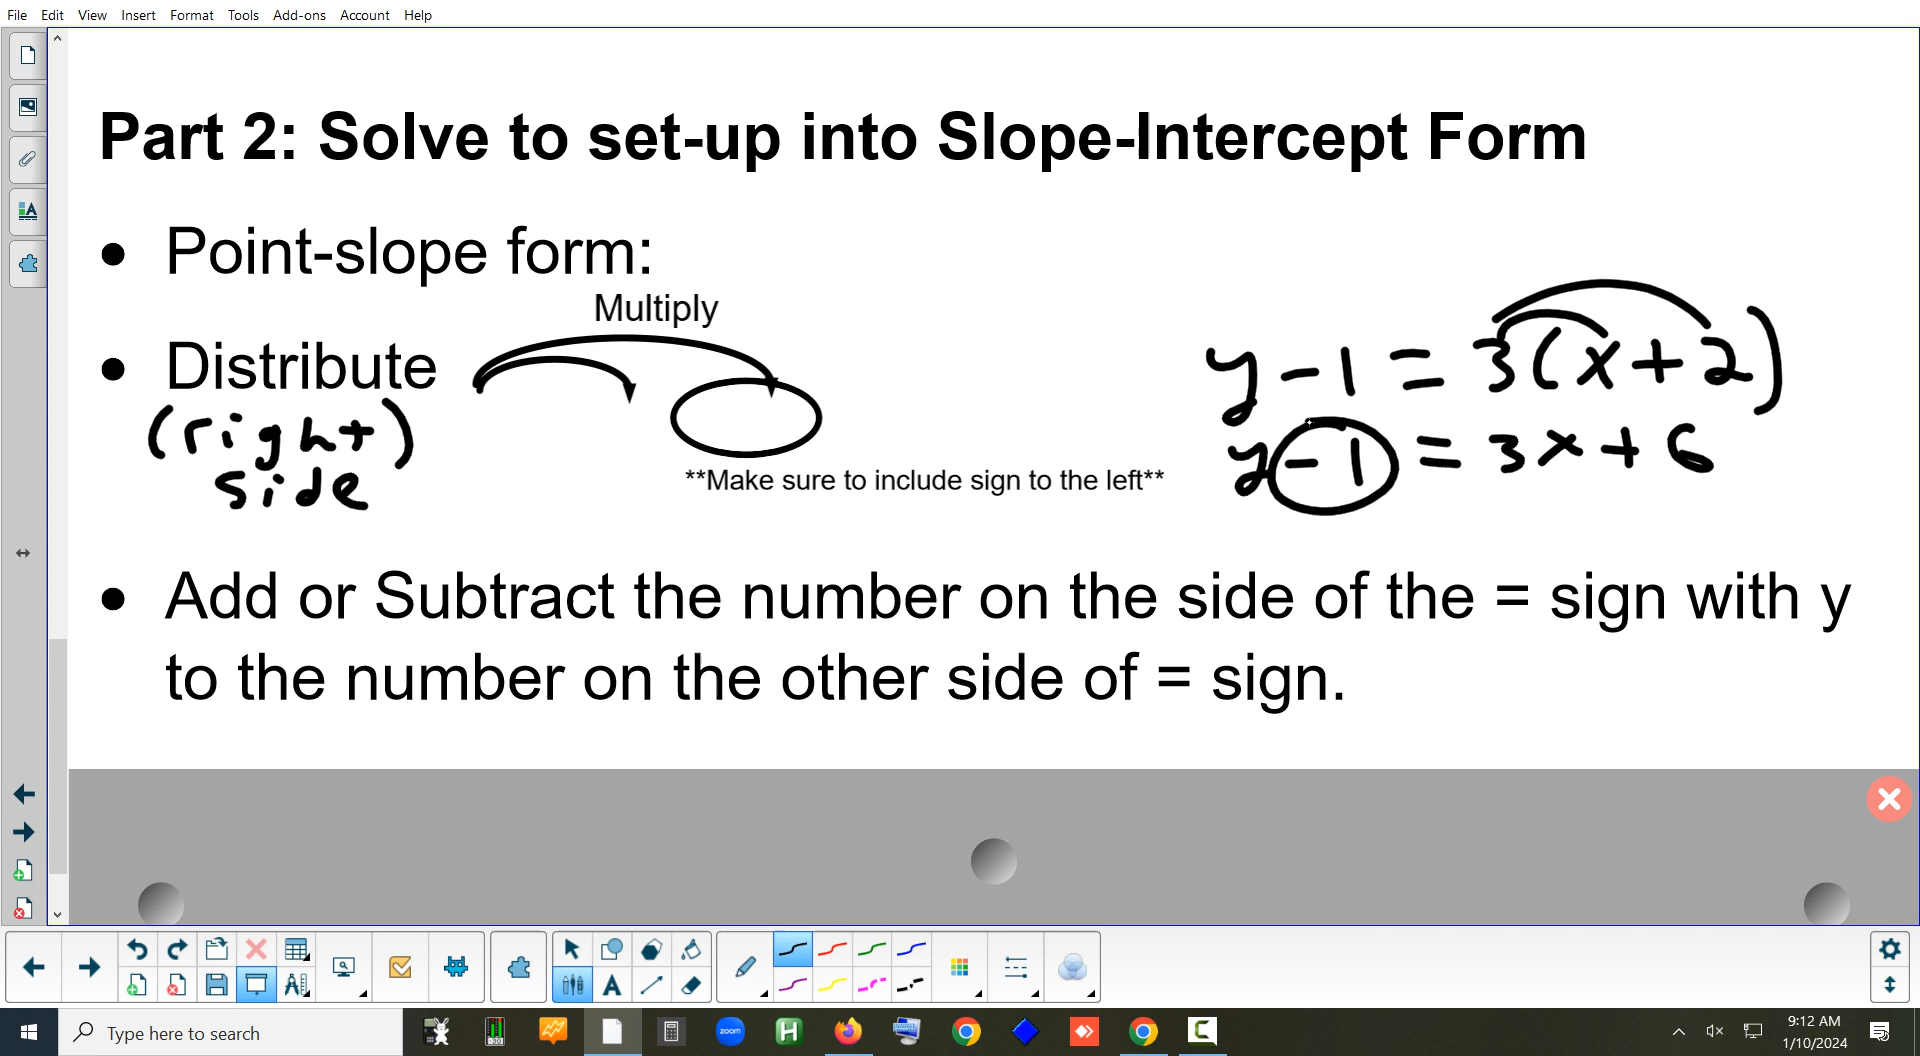 File Edit View Insert Format Tools Add-ons Account Help
Part 2: Solve to set-up into Slope-Intercept Form
• Point-slope form:
Multiply
• Distribute
(right)
side
**Make sure to include sign to the left**
y - 1 = 3(x + 2)
y - 1 = 3x + 6
• Add or Subtract the number on the side of the = sign with y
to the number on the other side of = sign.
Type here to search
zoom
H
C
9:12 AM
1/10/2024